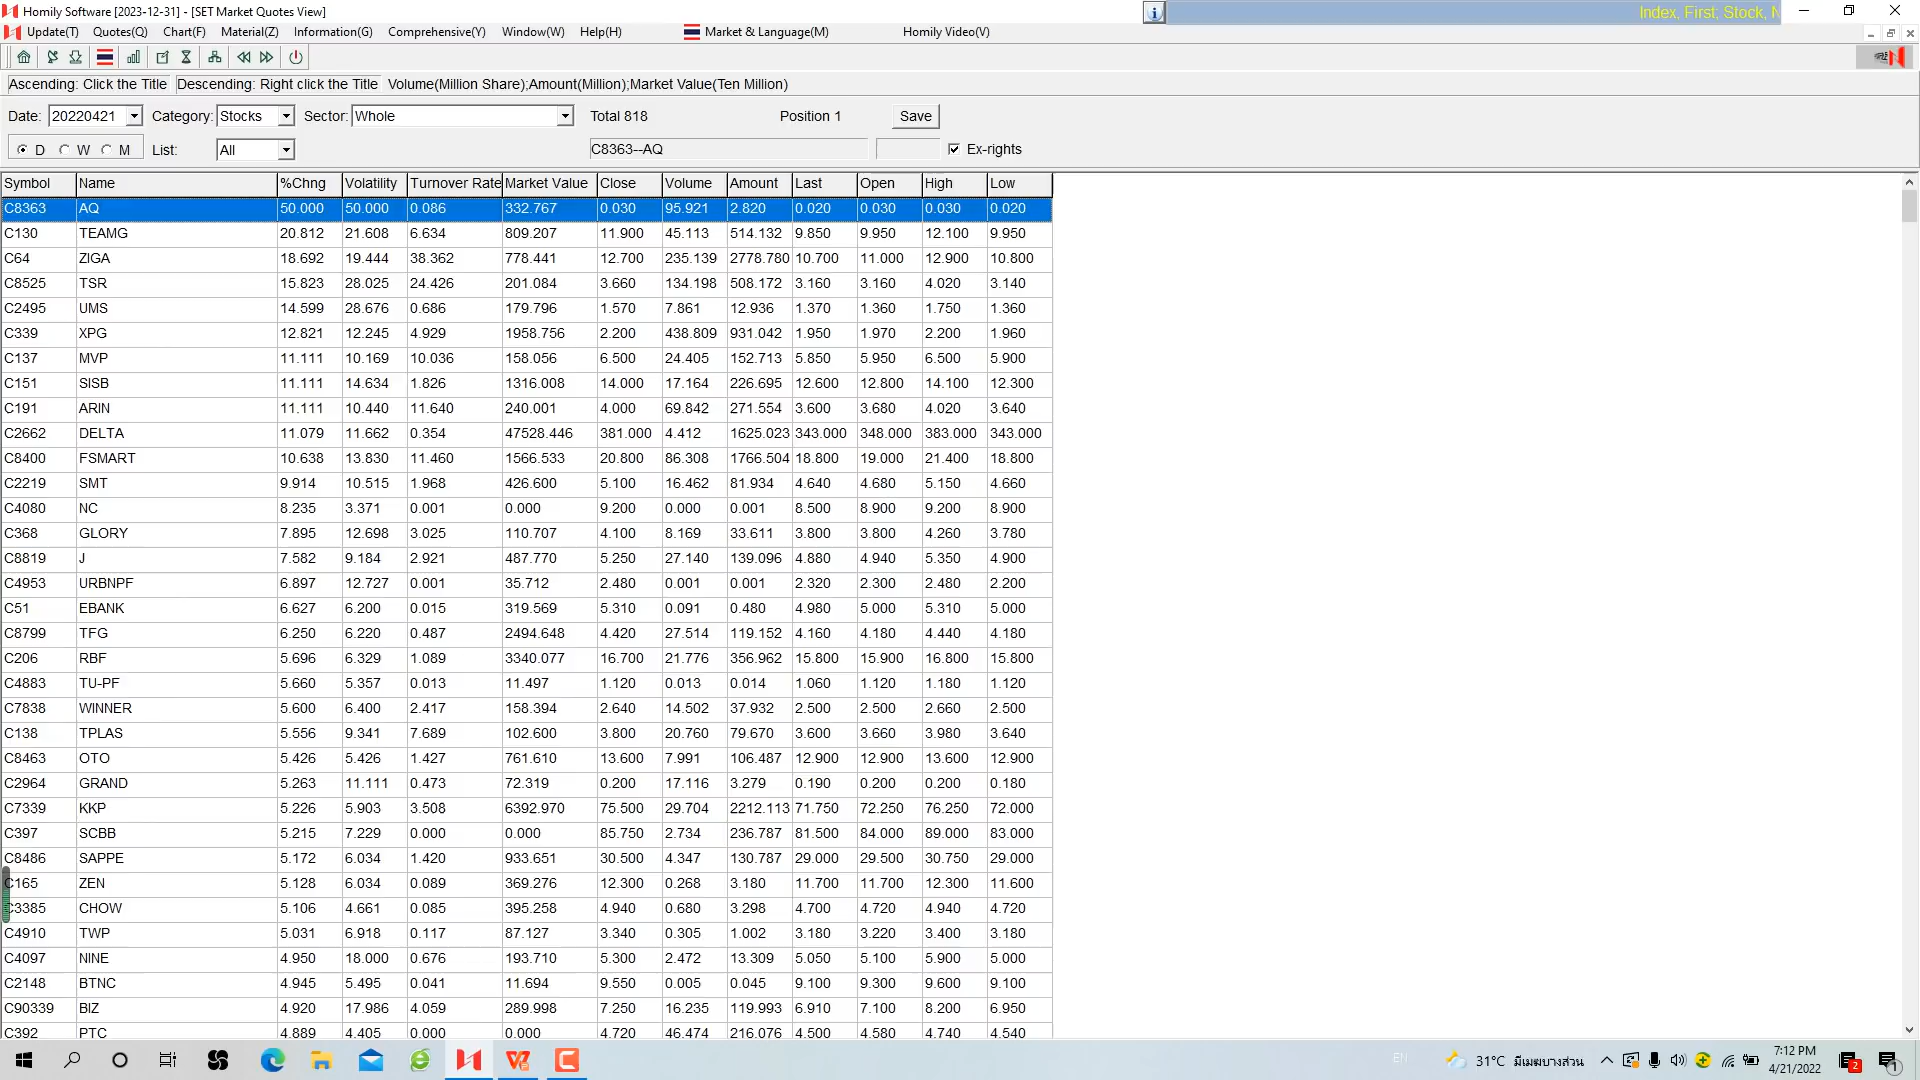 Homily Software [2023-12-31] - [SET Market Quotes View]
Index, First; Stock, N
Update(T) Quotes(Q) Chart(F) Material(Z) Information(G) Comprehensive(Y) Window(W) Help(H) Market & Language(M) Homily Video(V)
Ascending: Click the Title Descending: Right click the Title Volume(Million Share);Amount(Million);Market Value(Ten Million)
Date: 20220421 Category: Stocks Sector: Whole Total 818 Position 1 Save
D W M List: All C8363--AQ Ex-rights
Symbol Name %Chng Volatility Turnover Rate Market Value Close Volume Amount Last Open High Low
C8363 AQ 50.000 50.000 0.086 332.767 0.030 95.921 2.820 0.020 0.030 0.030 0.020
C130 TEAMG 20.812 21.608 6.634 809.207 11.900 45.113 514.132 9.850 9.950 12.100 9.950
C64 ZIGA 18.692 19.444 38.362 778.441 12.700 235.139 2778.780 10.700 11.000 12.900 10.800
C8525 TSR 15.823 28.025 24.426 201.084 3.660 134.198 508.172 3.160 3.160 4.020 3.140
C2495 UMS 14.599 28.676 0.686 179.796 1.570 7.861 12.936 1.370 1.360 1.750 1.360
C339 XPG 12.821 12.245 4.929 1958.756 2.200 438.809 931.042 1.950 1.970 2.200 1.960
C137 MVP 11.111 10.169 10.036 158.056 6.500 24.405 152.713 5.850 5.950 6.500 5.900
C151 SISB 11.111 14.634 1.826 1316.008 14.000 17.164 226.695 12.600 12.800 14.100 12.300
C191 ARIN 11.111 10.440 11.640 240.001 4.000 69.842 271.554 3.600 3.680 4.020 3.640
C2662 DELTA 11.079 11.662 0.354 47528.446 381.000 4.412 1625.023 343.000 348.000 383.000 343.000
C8400 FSMART 10.638 13.830 11.460 1566.533 20.800 86.308 1766.504 18.800 19.000 21.400 18.800
C2219 SMT 9.914 10.515 1.968 426.600 5.100 16.462 81.934 4.640 4.680 5.150 4.660
C4080 NC 8.235 3.371 0.001 0.000 9.200 0.000 0.001 8.500 8.900 9.200 8.900
C368 GLORY 7.895 12.698 3.025 110.707 4.100 8.169 33.611 3.800 3.800 4.260 3.780
C8819 J 7.582 9.184 2.921 487.770 5.250 27.140 139.096 4.880 4.940 5.350 4.900
C4953 URBNPF 6.897 12.727 0.001 35.712 2.480 0.001 0.001 2.320 2.300 2.480 2.200
C51 EBANK 6.627 6.200 0.015 319.569 5.310 0.091 0.480 4.980 5.000 5.310 5.000
C8799 TFG 6.250 6.220 0.487 2494.648 4.420 27.514 119.152 4.160 4.180 4.440 4.180
C206 RBF 5.696 6.329 1.089 3340.077 16.700 21.776 356.962 15.800 15.900 16.800 15.800
C4883 TU-PF 5.660 5.357 0.013 11.497 1.120 0.013 0.014 1.060 1.120 1.180 1.120
C7838 WINNER 5.600 6.400 2.417 158.394 2.640 14.502 37.932 2.500 2.500 2.660 2.500
C138 TPLAS 5.556 9.341 7.689 102.600 3.800 20.760 79.670 3.600 3.660 3.980 3.640
C8463 OTO 5.426 5.426 1.427 761.610 13.600 7.991 106.487 12.900 12.900 13.600 12.900
C2964 GRAND 5.263 11.111 0.473 72.319 0.200 17.116 3.279 0.190 0.200 0.200 0.180
C7339 KKP 5.226 5.903 3.508 6392.970 75.500 29.704 2212.113 71.750 72.250 76.250 72.000
C397 SCBB 5.215 7.229 0.000 0.000 85.750 2.734 236.787 81.500 84.000 89.000 83.000
C8486 SAPPE 5.172 6.034 1.420 933.651 30.500 4.347 130.787 29.000 29.500 30.750 29.000
C165 ZEN 5.128 6.034 0.089 369.276 12.300 0.268 3.180 11.700 11.700 12.300 11.600
C3385 CHOW 5.106 4.661 0.085 395.258 4.940 0.680 3.298 4.700 4.720 4.940 4.720
C4910 TWP 5.031 6.918 0.117 87.127 3.340 0.305 1.002 3.180 3.220 3.400 3.180
C4097 NINE 4.950 18.000 0.676 193.710 5.300 2.472 13.309 5.050 5.100 5.900 5.000
C2148 BTNC 4.945 5.495 0.041 11.694 9.550 0.005 0.045 9.100 9.300 9.600 9.100
C90339 BIZ 4.920 17.986 4.059 289.998 7.250 16.235 119.993 6.910 7.100 8.200 6.950
C392 PTC 4.889 4.405 0.000 0.000 4.720 46.474 216.076 4.500 4.580 4.740 4.540
EN 31°C มีเมฆบางส่วน 7:12 PM 2 1
4/21/2022